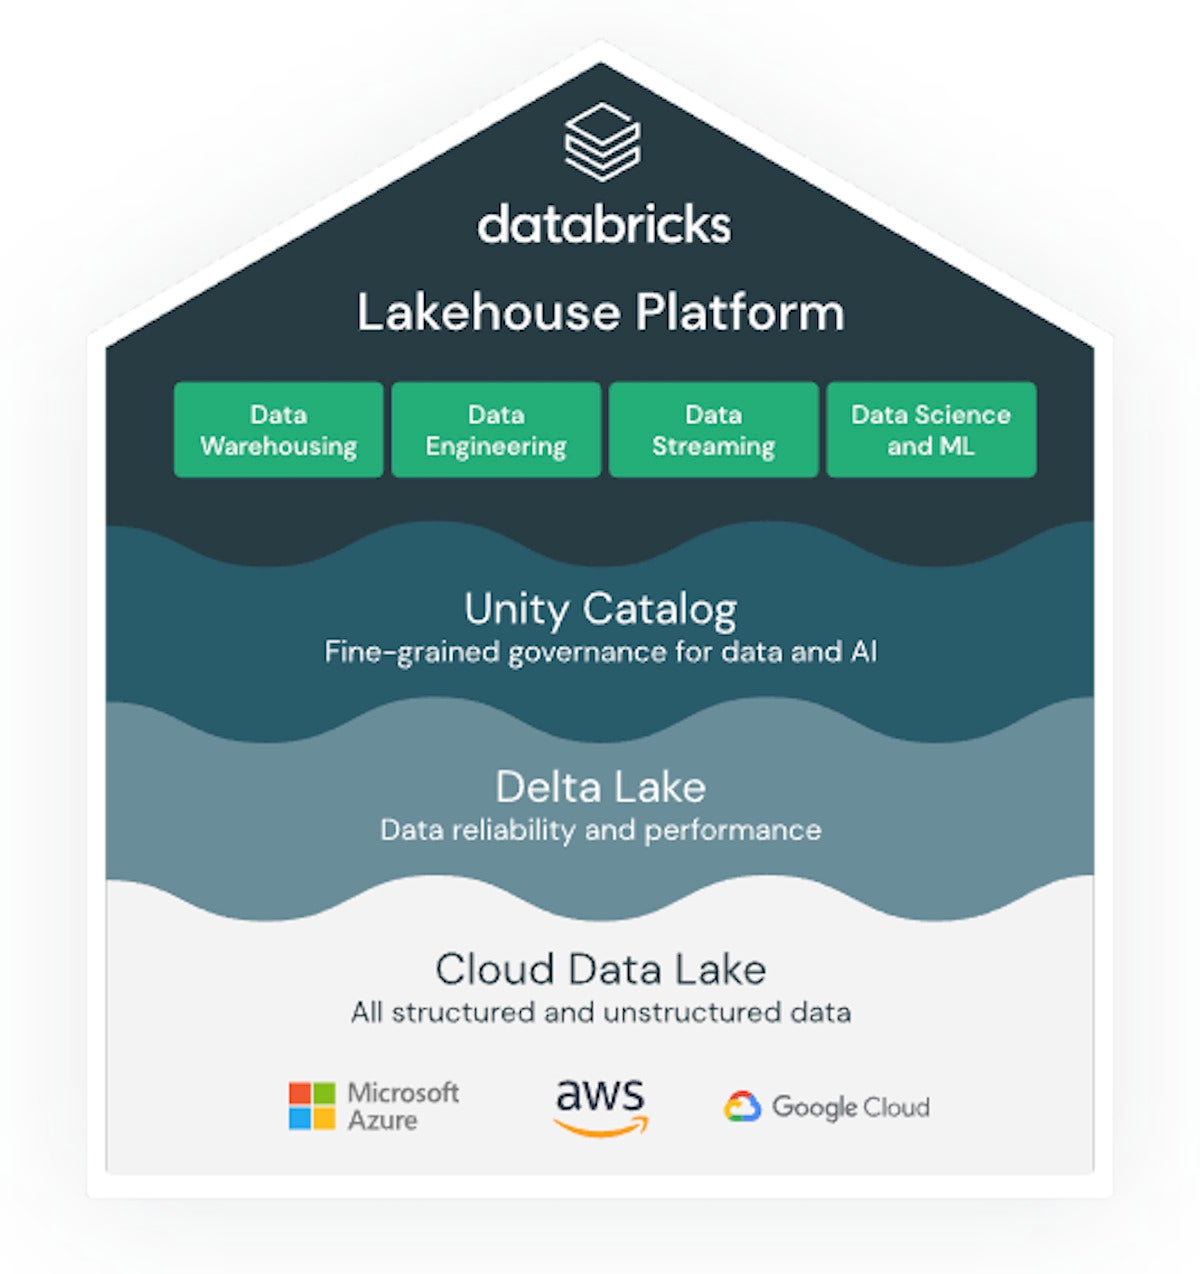 databricks
Lakehouse Platform
Data Warehousing
Data Engineering
Data Streaming
Data Science and ML
Unity Catalog
Fine-grained governance for data and AI
Delta Lake
Data reliability and performance
Cloud Data Lake
All structured and unstructured data
Microsoft Azure
aws
Google Cloud